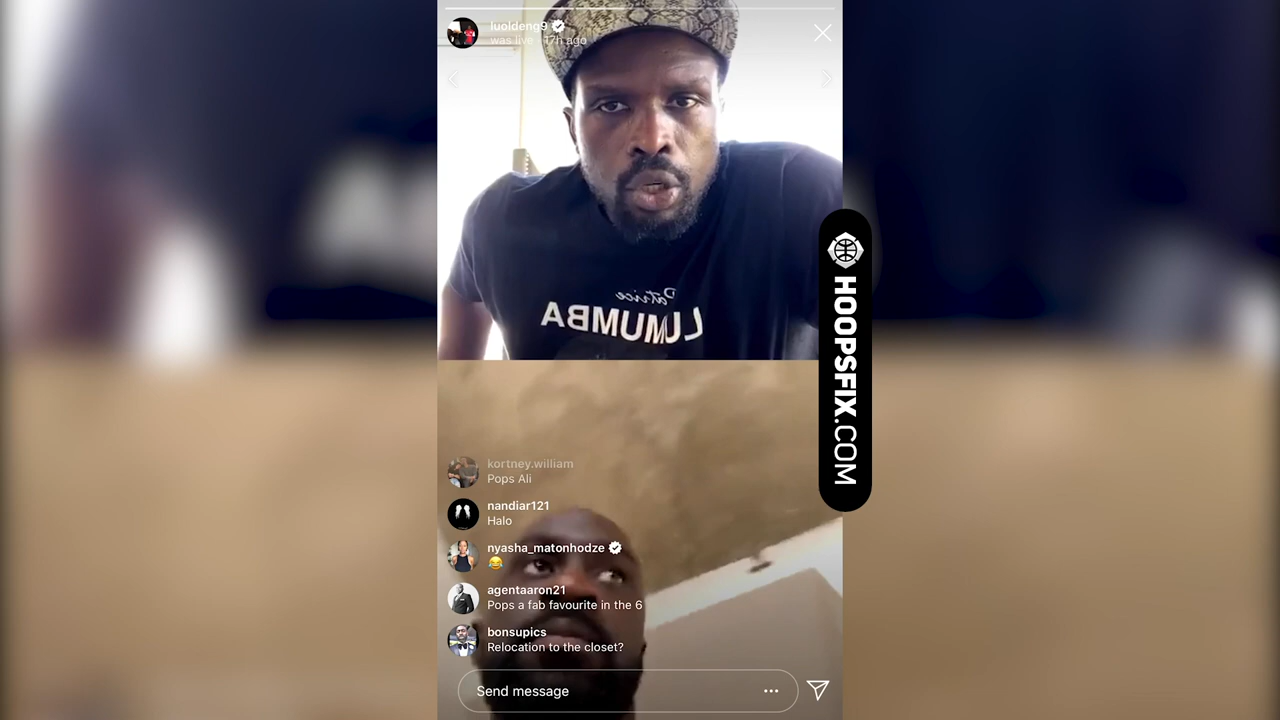 luoldeng9
was live · 17h ago
Patrice
LUMUMBA
HOOPSFIX.COM
kortney.william
Pops Ali
nandiar121
Halo
nyasha_matonhodze
😂
agentaaron21
Pops a fab favourite in the 6
bonsupics
Relocation to the closet?
Send message